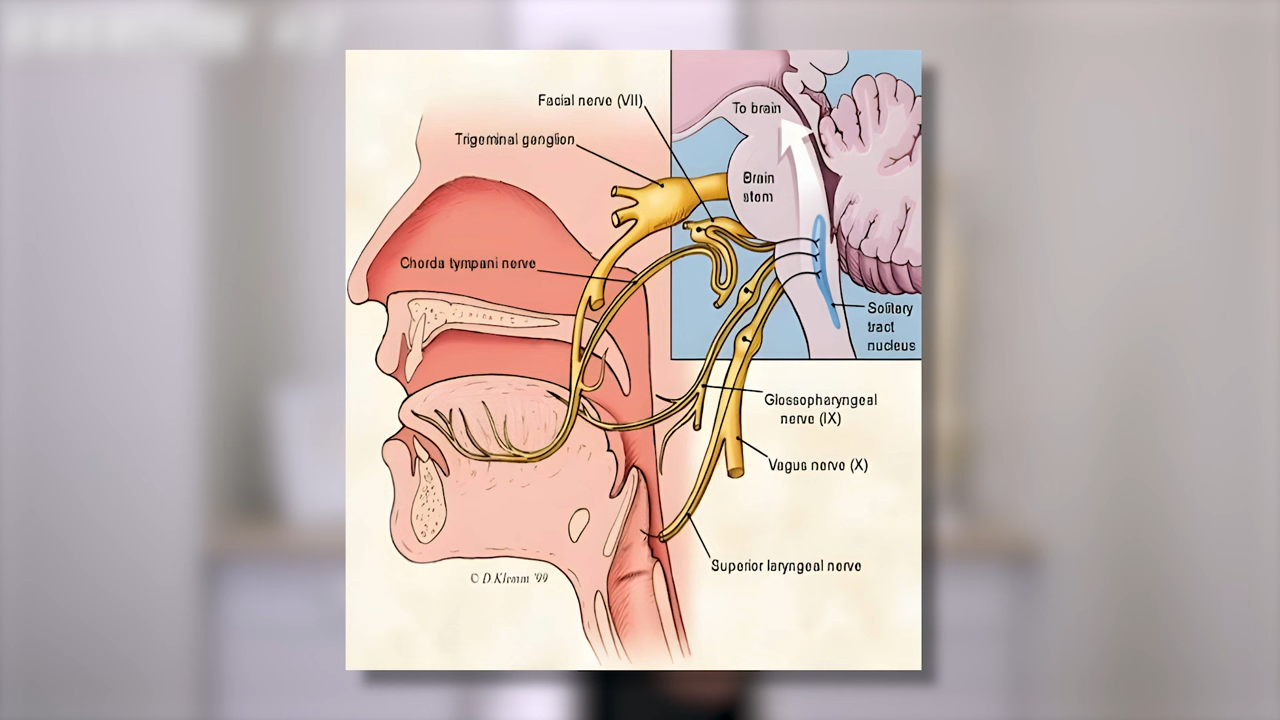 Facial nerve (VII)
Trigeminal ganglion
To brain
Brain
stem
Chorda tympani nerve
Solitary
tract
nucleus
Glossopharyngeal
nerve (IX)
Vagus nerve (X)
Superior laryngeal nerve
© D.Klemm '99